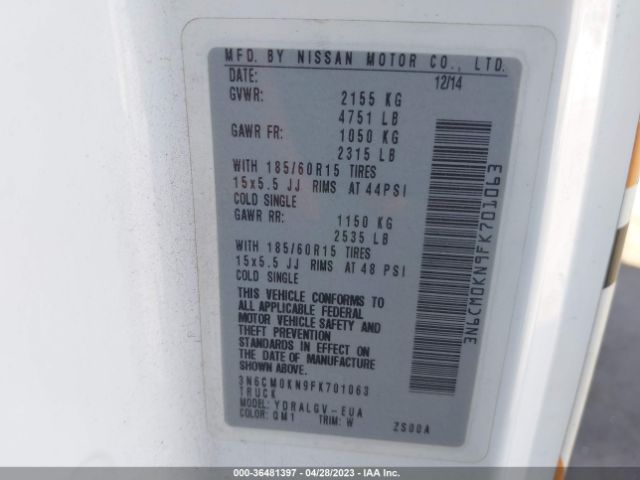 MFD. BY NISSAN MOTOR CO., LTD.
DATE: 12/14
GVWR: 2155 KG
4751 LB
GAWR FR: 1050 KG
2315 LB
WITH 185/60R15 TIRES
15x5.5 JJ RIMS AT 44PSI
COLD SINGLE
GAWR RR: 1150 KG
2535 LB
WITH 185/60R15 TIRES
15x5.5 JJ RIMS AT 48 PSI
COLD SINGLE
THIS VEHICLE CONFORMS TO
ALL APPLICABLE FEDERAL
MOTOR VEHICLE SAFETY AND
THEFT PREVENTION
STANDARDS IN EFFECT ON
THE DATE OF MANUFACTURE
SHOWN ABOVE.
3N6CM0KN9FK701063
TRUCK
MODEL: YDRALGV-EUA
COLOR: QM1 TRIM: W ZS00A
3N6CM0KN9FK701063
000-36481397 - 04/28/2023 - IAA Inc.